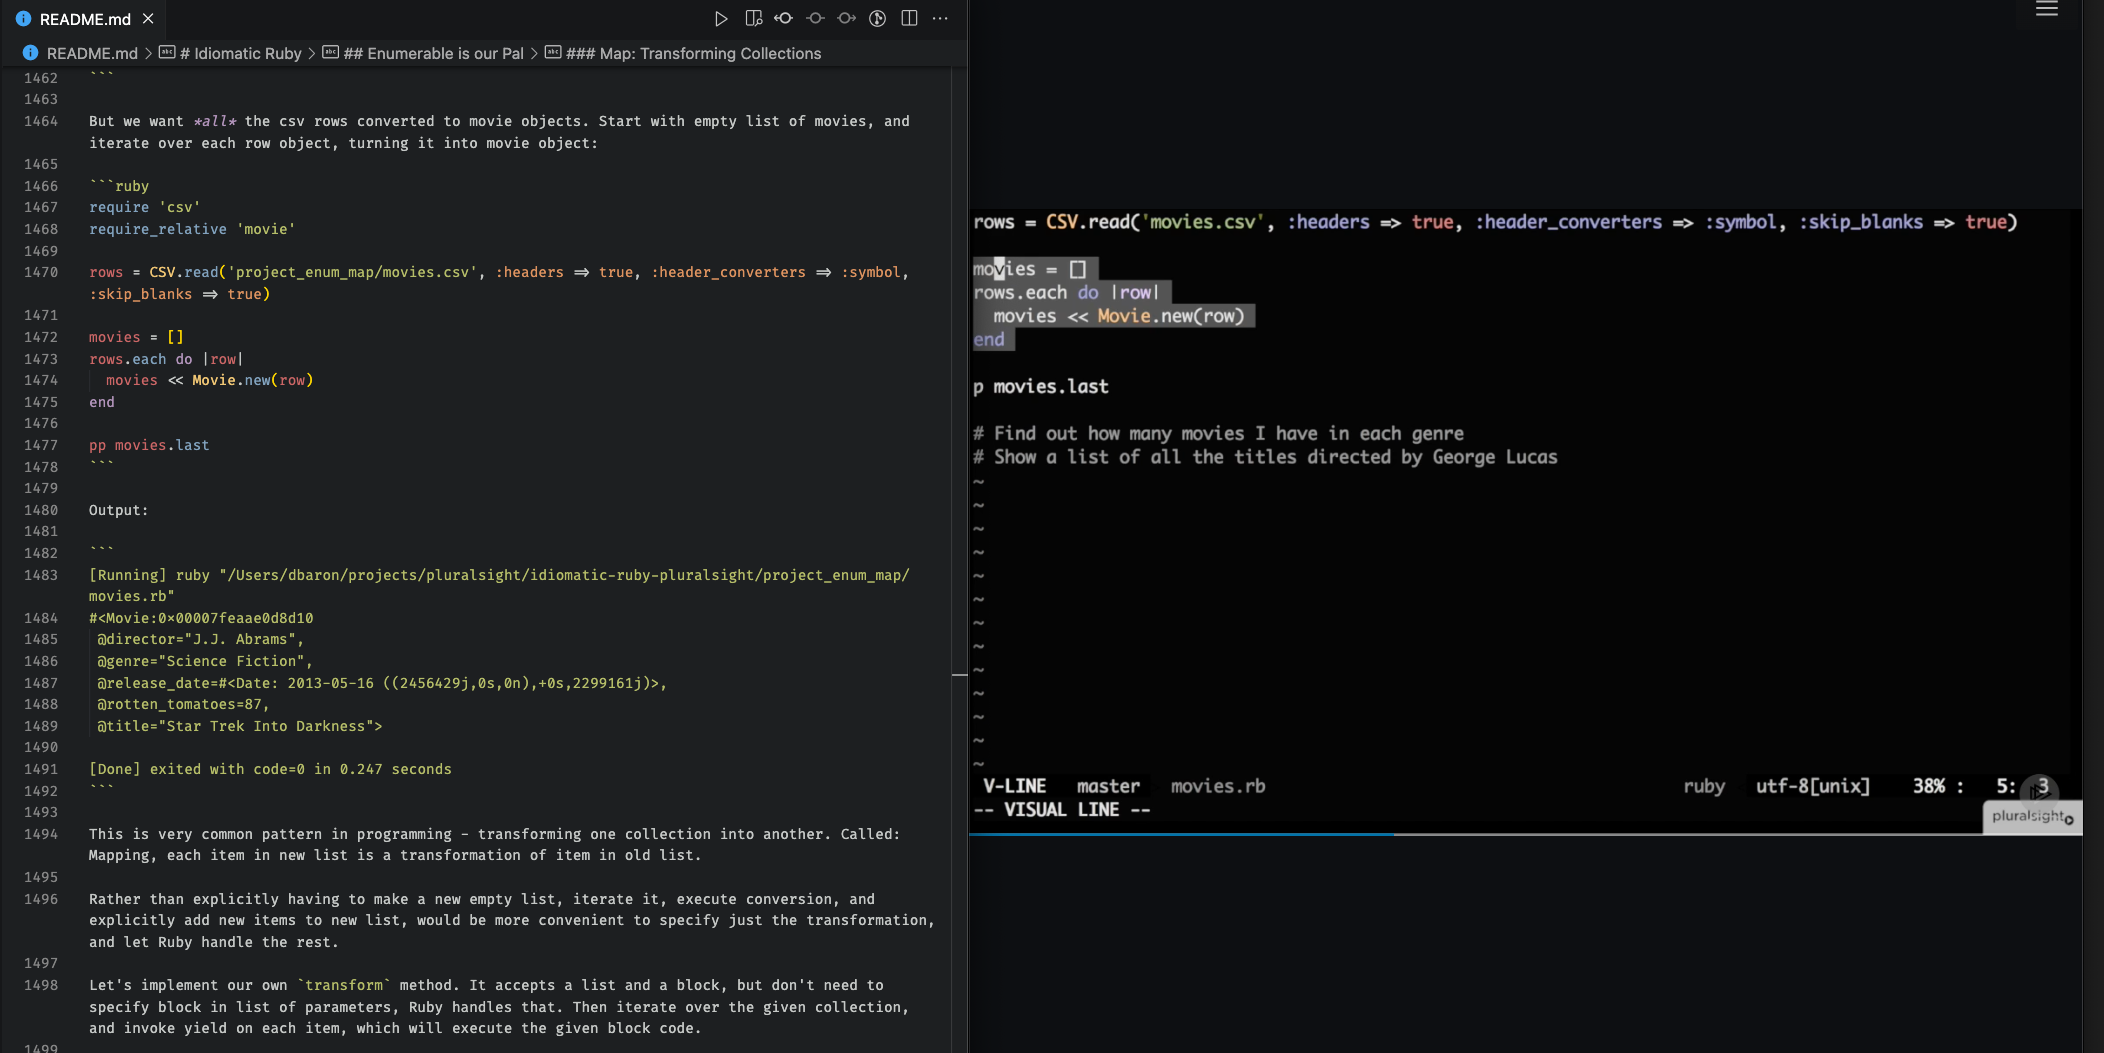 README.md
README.md > # Idiomatic Ruby > ## Enumerable is our Pal > ### Map: Transforming Collections
1462 ```
1463
1464 But we want *all* the csv rows converted to movie objects. Start with empty list of movies, and
iterate over each row object, turning it into movie object:
1465
1466 ```ruby
1467 require 'csv'
1468 require_relative 'movie'
1469
1470 rows = CSV.read('project_enum_map/movies.csv', :headers => true, :header_converters => :symbol,
:skip_blanks => true)
1471
1472 movies = []
1473 rows.each do |row|
1474 movies << Movie.new(row)
1475 end
1476
1477 pp movies.last
1478 ```
1479
1480 Output:
1481
1482 ```
1483 [Running] ruby "/Users/dbaron/projects/pluralsight/idiomatic-ruby-pluralsight/project_enum_map/
movies.rb"
1484 #<Movie:0x00007feaae0d8d10
1485 @director="J.J. Abrams",
1486 @genre="Science Fiction",
1487 @release_date=#<Date: 2013-05-16 ((2456429j,0s,0n),+0s,2299161j)>,
1488 @rotten_tomatoes=87,
1489 @title="Star Trek Into Darkness">
1490
1491 [Done] exited with code=0 in 0.247 seconds
1492 ```
1493
1494 This is very common pattern in programming - transforming one collection into another. Called:
Mapping, each item in new list is a transformation of item in old list.
1495
1496 Rather than explicitly having to make a new empty list, iterate it, execute conversion, and
explicitly add new items to new list, would be more convenient to specify just the transformation,
and let Ruby handle the rest.
1497
1498 Let's implement our own `transform` method. It accepts a list and a block, but don't need to
specify block in list of parameters, Ruby handles that. Then iterate over the given collection,
and invoke yield on each item, which will execute the given block code.
1499
rows = CSV.read('movies.csv', :headers => true, :header_converters => :symbol, :skip_blanks => true)
movies = []
rows.each do |row|
movies << Movie.new(row)
end
p movies.last
# Find out how many movies I have in each genre
# Show a list of all the titles directed by George Lucas
~
~
~
~
~
~
~
~
~
~
~
~
~
V-LINE master movies.rb ruby utf-8[unix] 38% : 5: 3
-- VISUAL LINE --
pluralsight